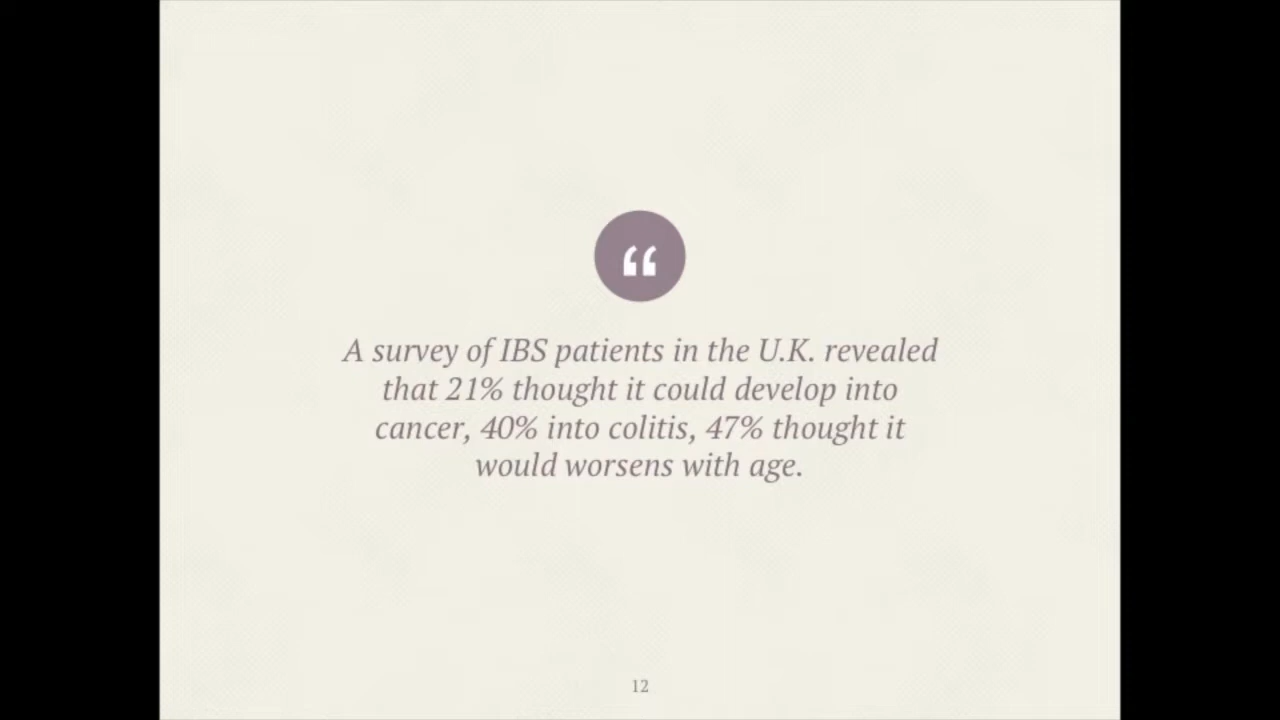 “
A survey of IBS patients in the U.K. revealed
that 21% thought it could develop into
cancer, 40% into colitis, 47% thought it
would worsens with age.
12